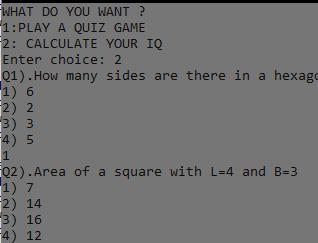 WHAT DO YOU WANT ?
1:PLAY A QUIZ GAME
2: CALCULATE YOUR IQ
Enter choice: 2
Q1).How many sides are there in a hexago
1) 6
2) 2
3) 3
4) 5
1
Q2).Area of a square with L=4 and B=3
1) 7
2) 14
3) 16
4) 12